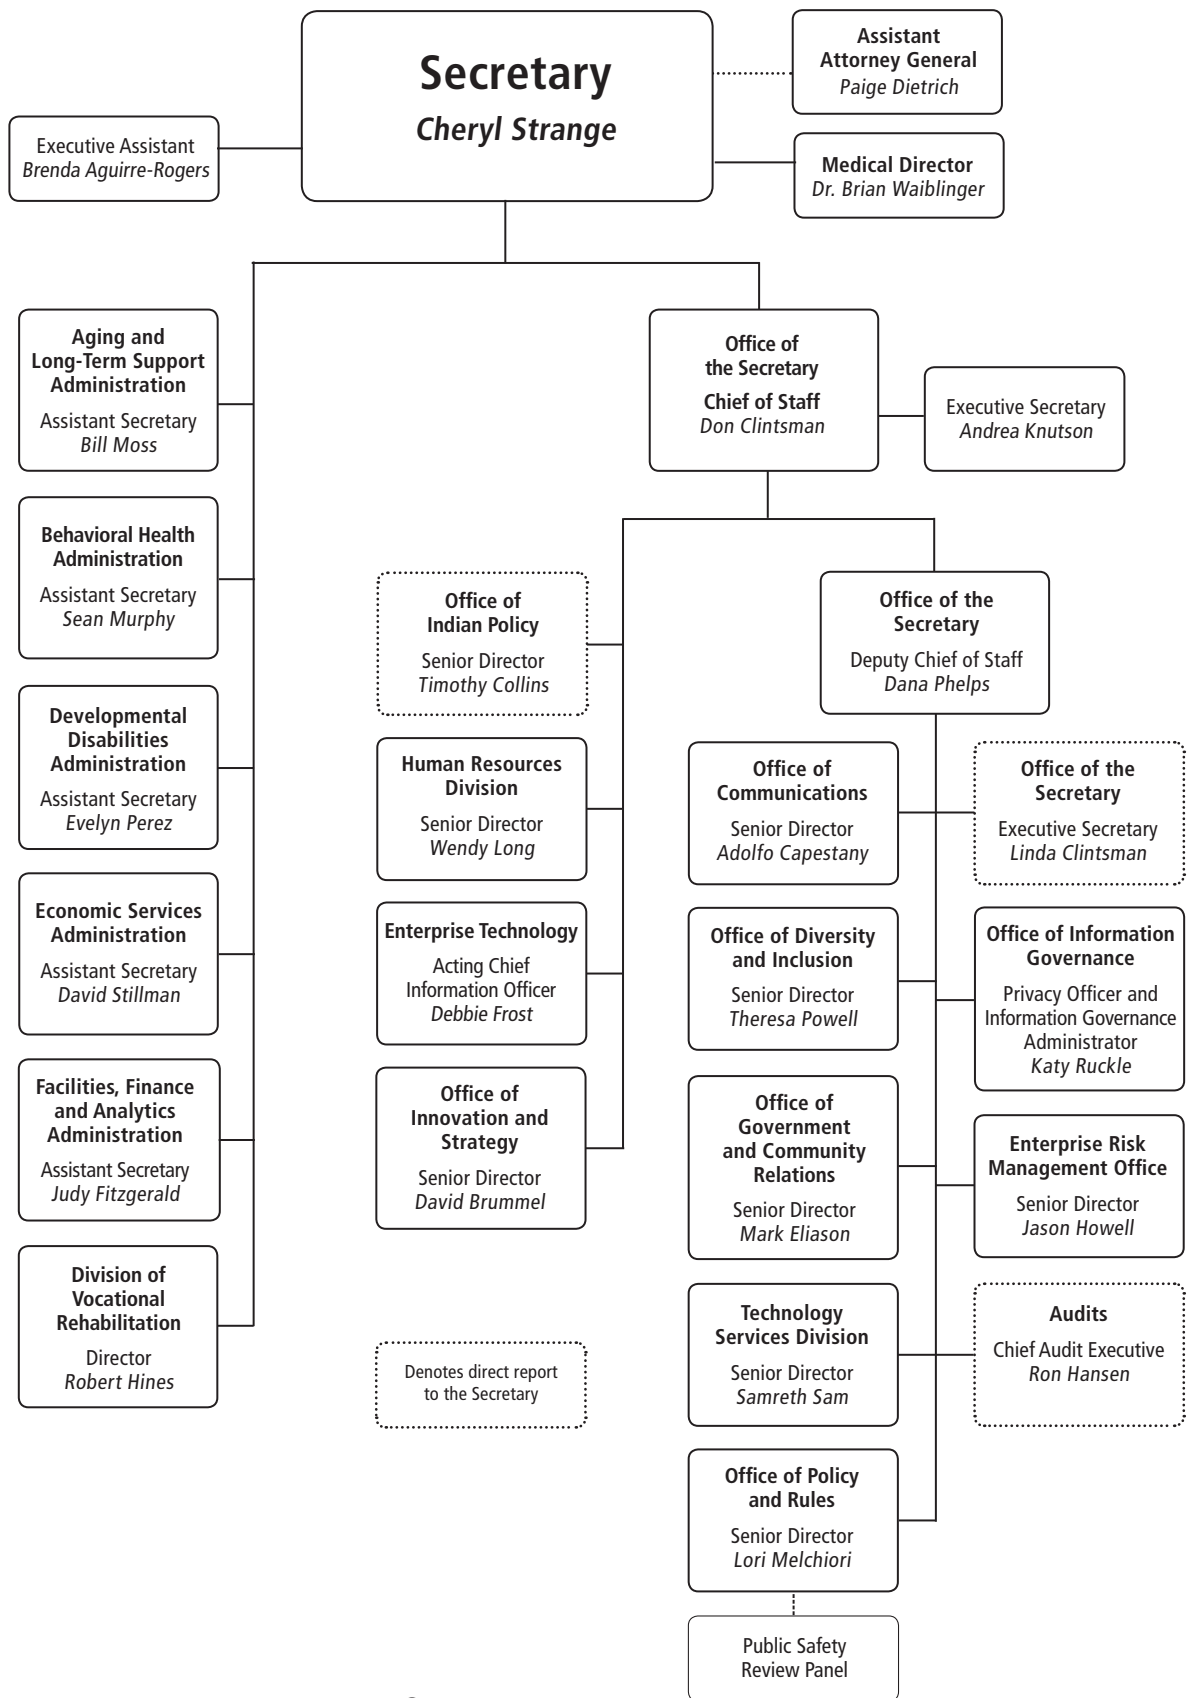 Secretary
Cheryl Strange
Assistant
Attorney General
Paige Dietrich
Executive Assistant
Brenda Aguirre-Rogers
Medical Director
Dr. Brian Waiblinger
Aging and
Long-Term Support
Administration
Assistant Secretary
Bill Moss
Behavioral Health
Administration
Assistant Secretary
Sean Murphy
Developmental
Disabilities
Administration
Assistant Secretary
Evelyn Perez
Economic Services
Administration
Assistant Secretary
David Stillman
Facilities, Finance
and Analytics
Administration
Assistant Secretary
Judy Fitzgerald
Division of
Vocational
Rehabilitation
Director
Robert Hines
Office of
the Secretary
Chief of Staff
Don Clintsman
Executive Secretary
Andrea Knutson
Office of
Indian Policy
Senior Director
Timothy Collins
Human Resources
Division
Senior Director
Wendy Long
Enterprise Technology
Acting Chief
Information Officer
Debbie Frost
Office of
Innovation and
Strategy
Senior Director
David Brummel
Denotes direct report
to the Secretary
Office of the
Secretary
Deputy Chief of Staff
Dana Phelps
Office of
Communications
Senior Director
Adolfo Capestany
Office of the
Secretary
Executive Secretary
Linda Clintsman
Office of Diversity
and Inclusion
Senior Director
Theresa Powell
Office of Information
Governance
Privacy Officer and
Information Governance
Administrator
Katy Ruckle
Office of
Government
and Community
Relations
Senior Director
Mark Eliason
Enterprise Risk
Management Office
Senior Director
Jason Howell
Technology
Services Division
Senior Director
Samreth Sam
Audits
Chief Audit Executive
Ron Hansen
Office of Policy
and Rules
Senior Director
Lori Melchiori
Public Safety
Review Panel